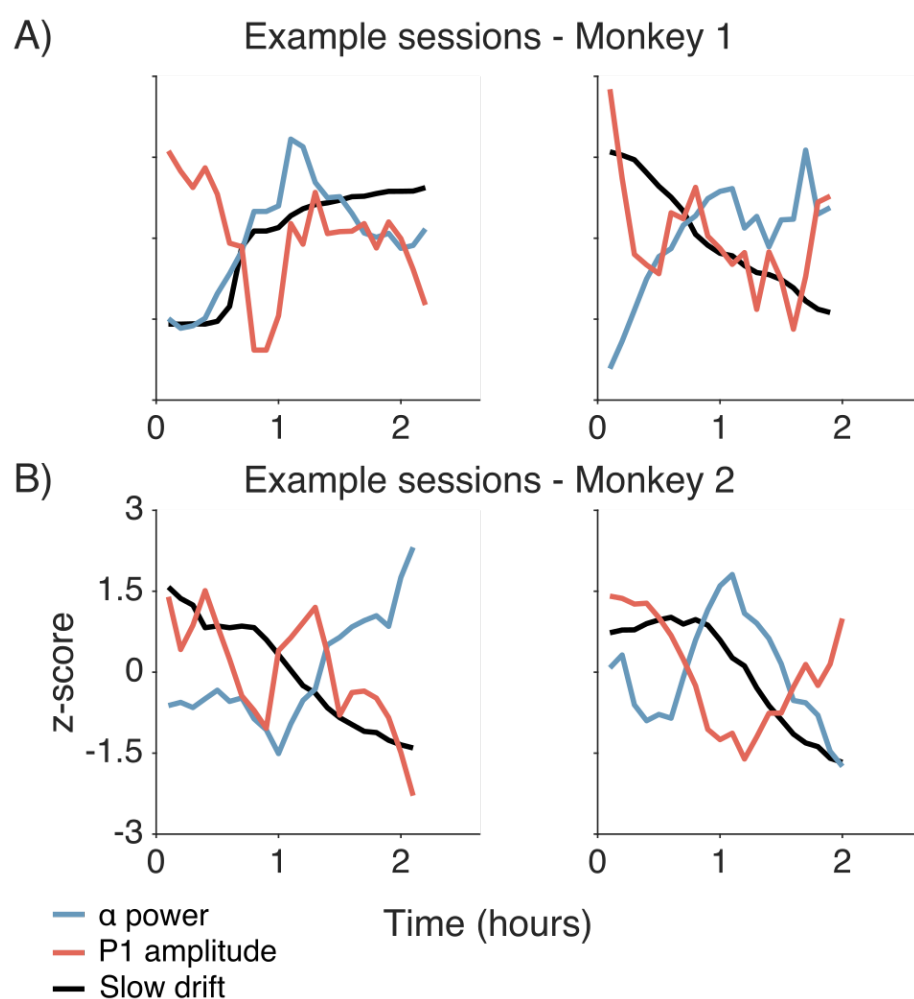 A)
Example sessions - Monkey 1
0 1 2
0 1 2
B)
Example sessions - Monkey 2
3
1.5
0
-1.5
-3
z-score
0 1 2
0 1 2
Time (hours)
α power
P1 amplitude
Slow drift